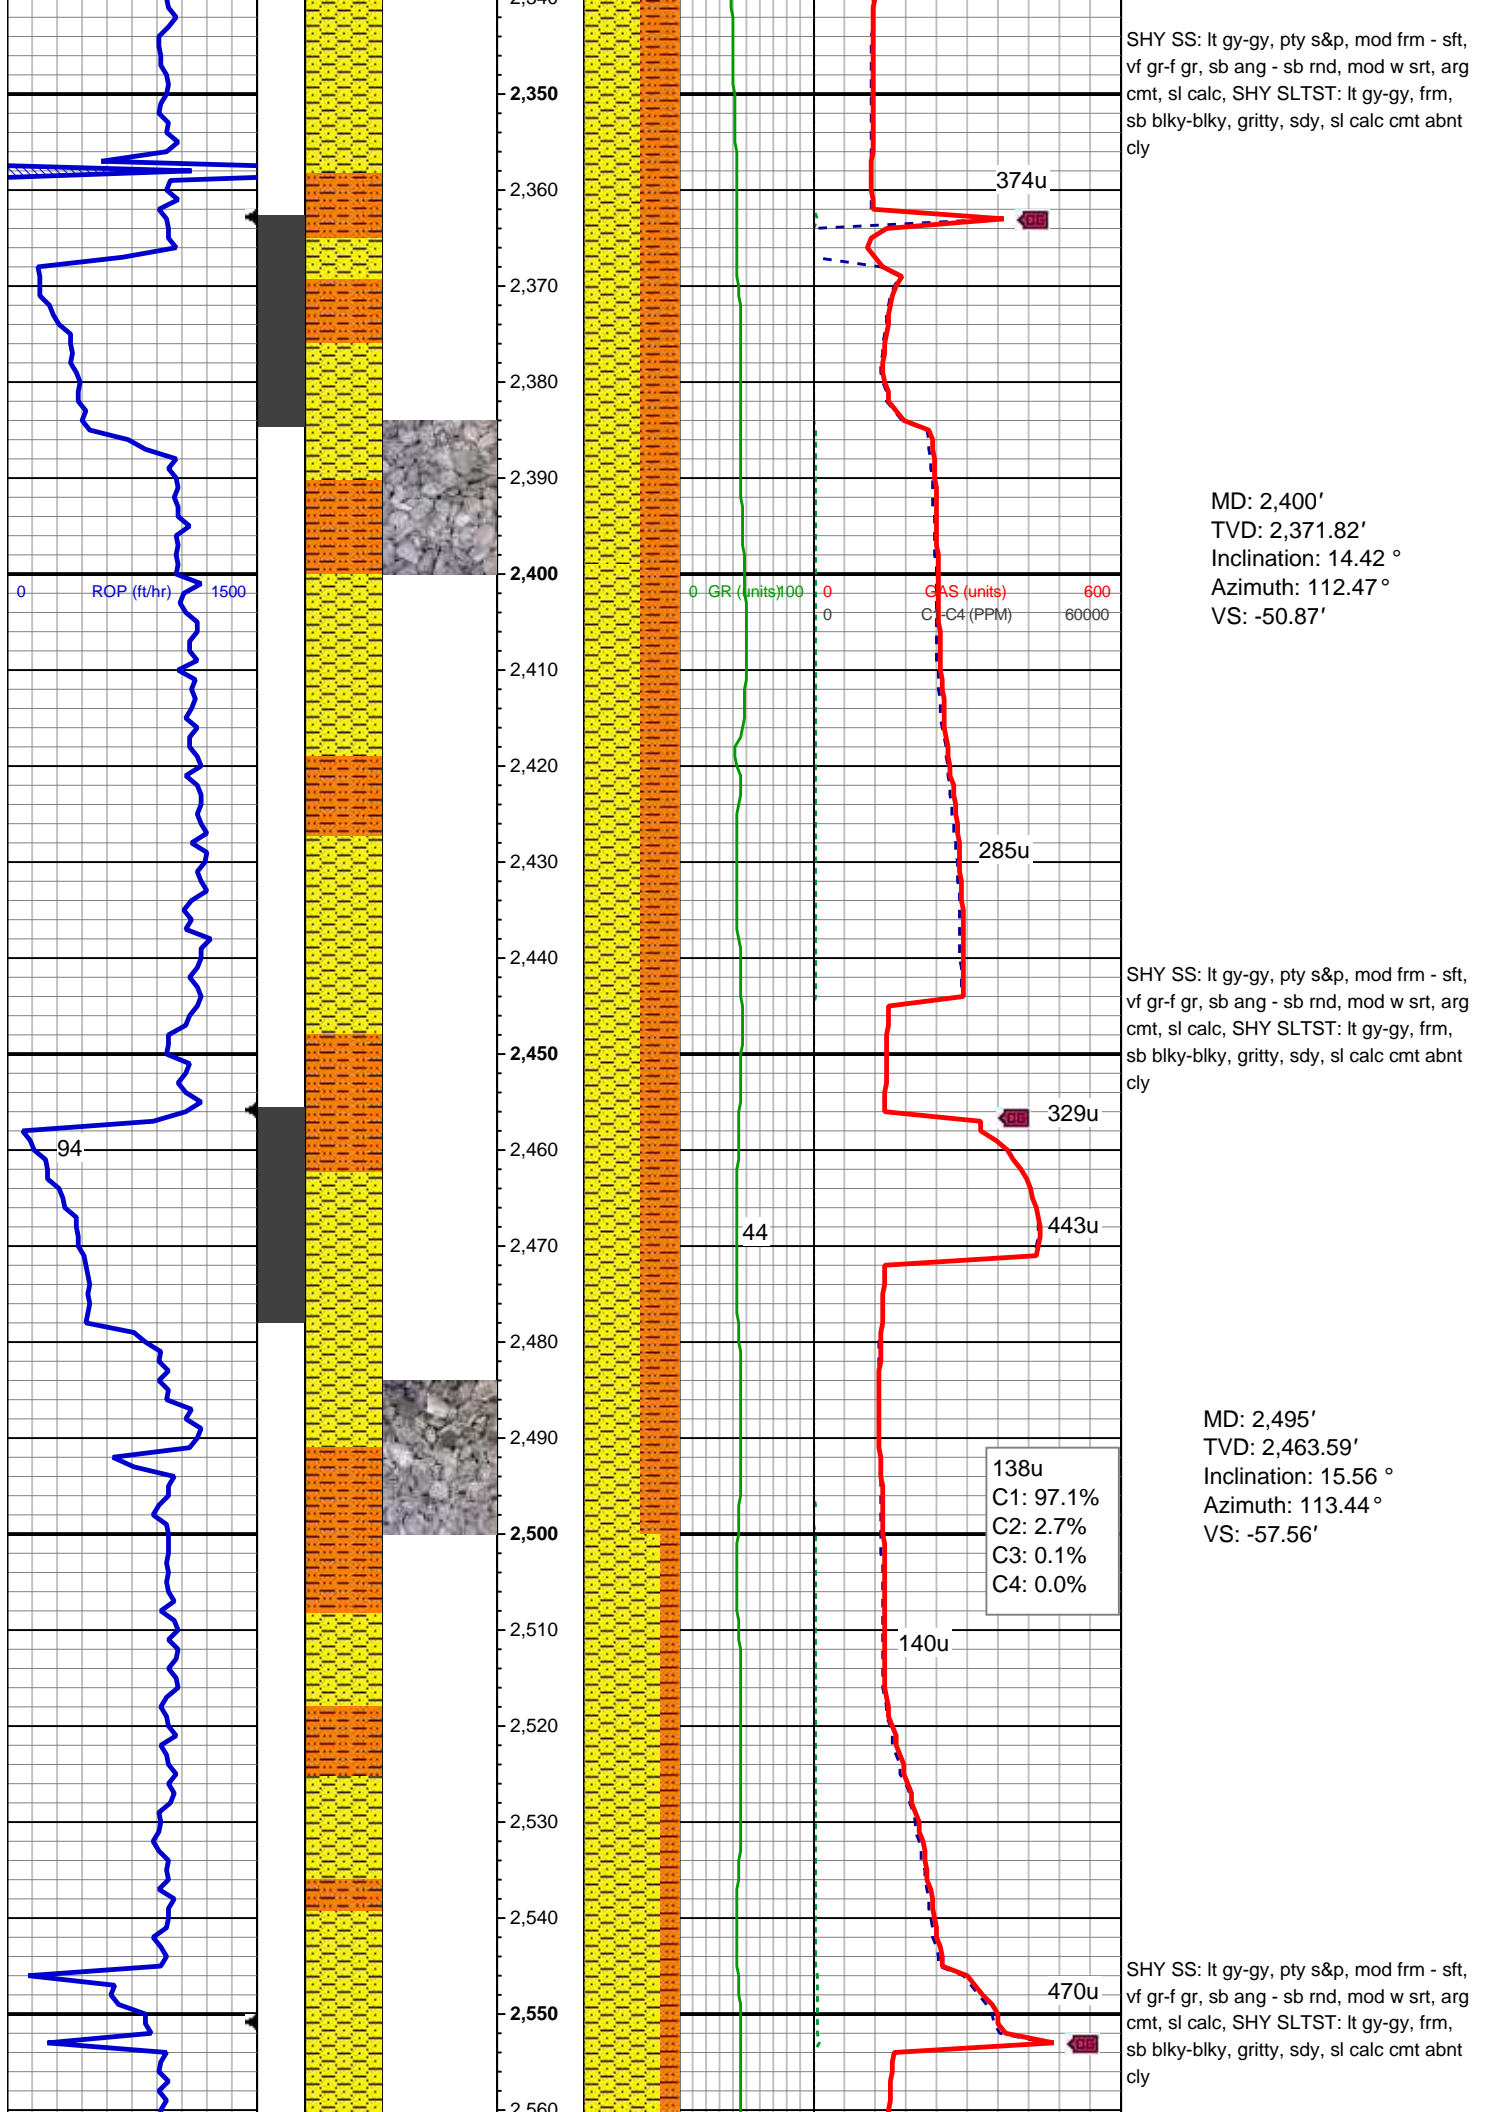 2,340
SHY SS: lt gy-gy, pty s&p, mod frm - sft,
vf gr-f gr, sb ang - sb rnd, mod w srt, arg
cmt, sl calc, SHY SLTST: lt gy-gy, frm,
sb blky-blky, gritty, sdy, sl calc cmt abnt
cly
2,350
374u
2,360
CG
2,370
2,380
2,390
MD: 2,400′
TVD: 2,371.82′
Inclination: 14.42 °
Azimuth: 112.47°
VS: -50.87′
2,400
0 ROP (ft/hr) 1500
0 GR (units) 100
0 GAS (units) 600
0 C1-C4 (PPM) 60000
2,410
2,420
285u
2,430
2,440
SHY SS: lt gy-gy, pty s&p, mod frm - sft,
vf gr-f gr, sb ang - sb rnd, mod w srt, arg
cmt, sl calc, SHY SLTST: lt gy-gy, frm,
sb blky-blky, gritty, sdy, sl calc cmt abnt
cly
2,450
CG 329u
94
2,460
44
443u
2,470
2,480
MD: 2,495′
TVD: 2,463.59′
Inclination: 15.56 °
Azimuth: 113.44°
VS: -57.56′
2,490
138u
C1: 97.1%
C2: 2.7%
C3: 0.1%
C4: 0.0%
2,500
2,510
140u
2,520
2,530
2,540
SHY SS: lt gy-gy, pty s&p, mod frm - sft,
vf gr-f gr, sb ang - sb rnd, mod w srt, arg
cmt, sl calc, SHY SLTST: lt gy-gy, frm,
sb blky-blky, gritty, sdy, sl calc cmt abnt
cly
470u
2,550
CG
2,560